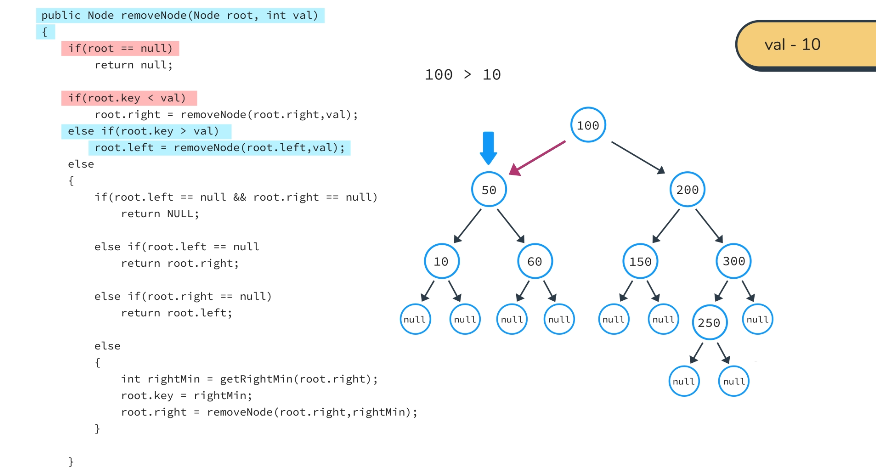 public Node removeNode(Node root, int val)
{
if(root == null)
return null;
if(root.key < val)
root.right = removeNode(root.right,val);
else if(root.key > val)
root.left = removeNode(root.left,val);
else
{
if(root.left == null && root.right == null)
return NULL;
else if(root.left == null
return root.right;
else if(root.right == null)
return root.left;
else
{
int rightMin = getRightMin(root.right);
root.key = rightMin;
root.right = removeNode(root.right,rightMin);
}
}
val - 10
100 > 10
100
50 200
10 60 150 300
null null null null null null 250 null
null null